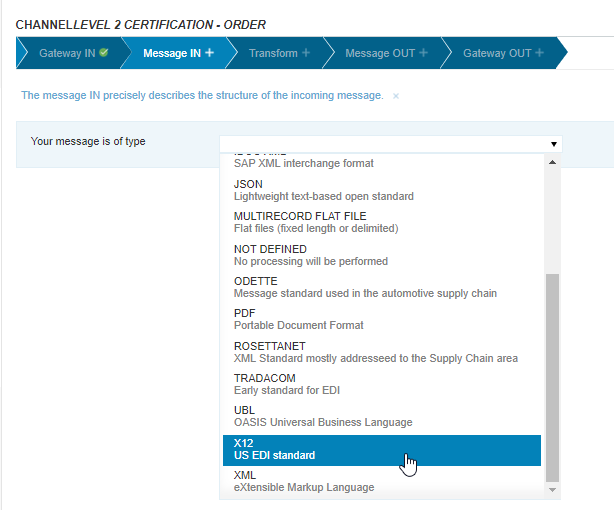 CHANNEL LEVEL 2 CERTIFICATION - ORDER
Gateway IN Message IN + Transform + Message OUT + Gateway OUT +
The message IN precisely describes the structure of the incoming message. ×
Your message is of type
SAP XML interchange format
JSON
Lightweight text-based open standard
MULTIRECORD FLAT FILE
Flat files (fixed length or delimited)
NOT DEFINED
No processing will be performed
ODETTE
Message standard used in the automotive supply chain
PDF
Portable Document Format
ROSETTANET
XML Standard mostly addresseed to the Supply Chain area
TRADACOM
Early standard for EDI
UBL
OASIS Universal Business Language
X12
US EDI standard
XML
eXtensible Markup Language